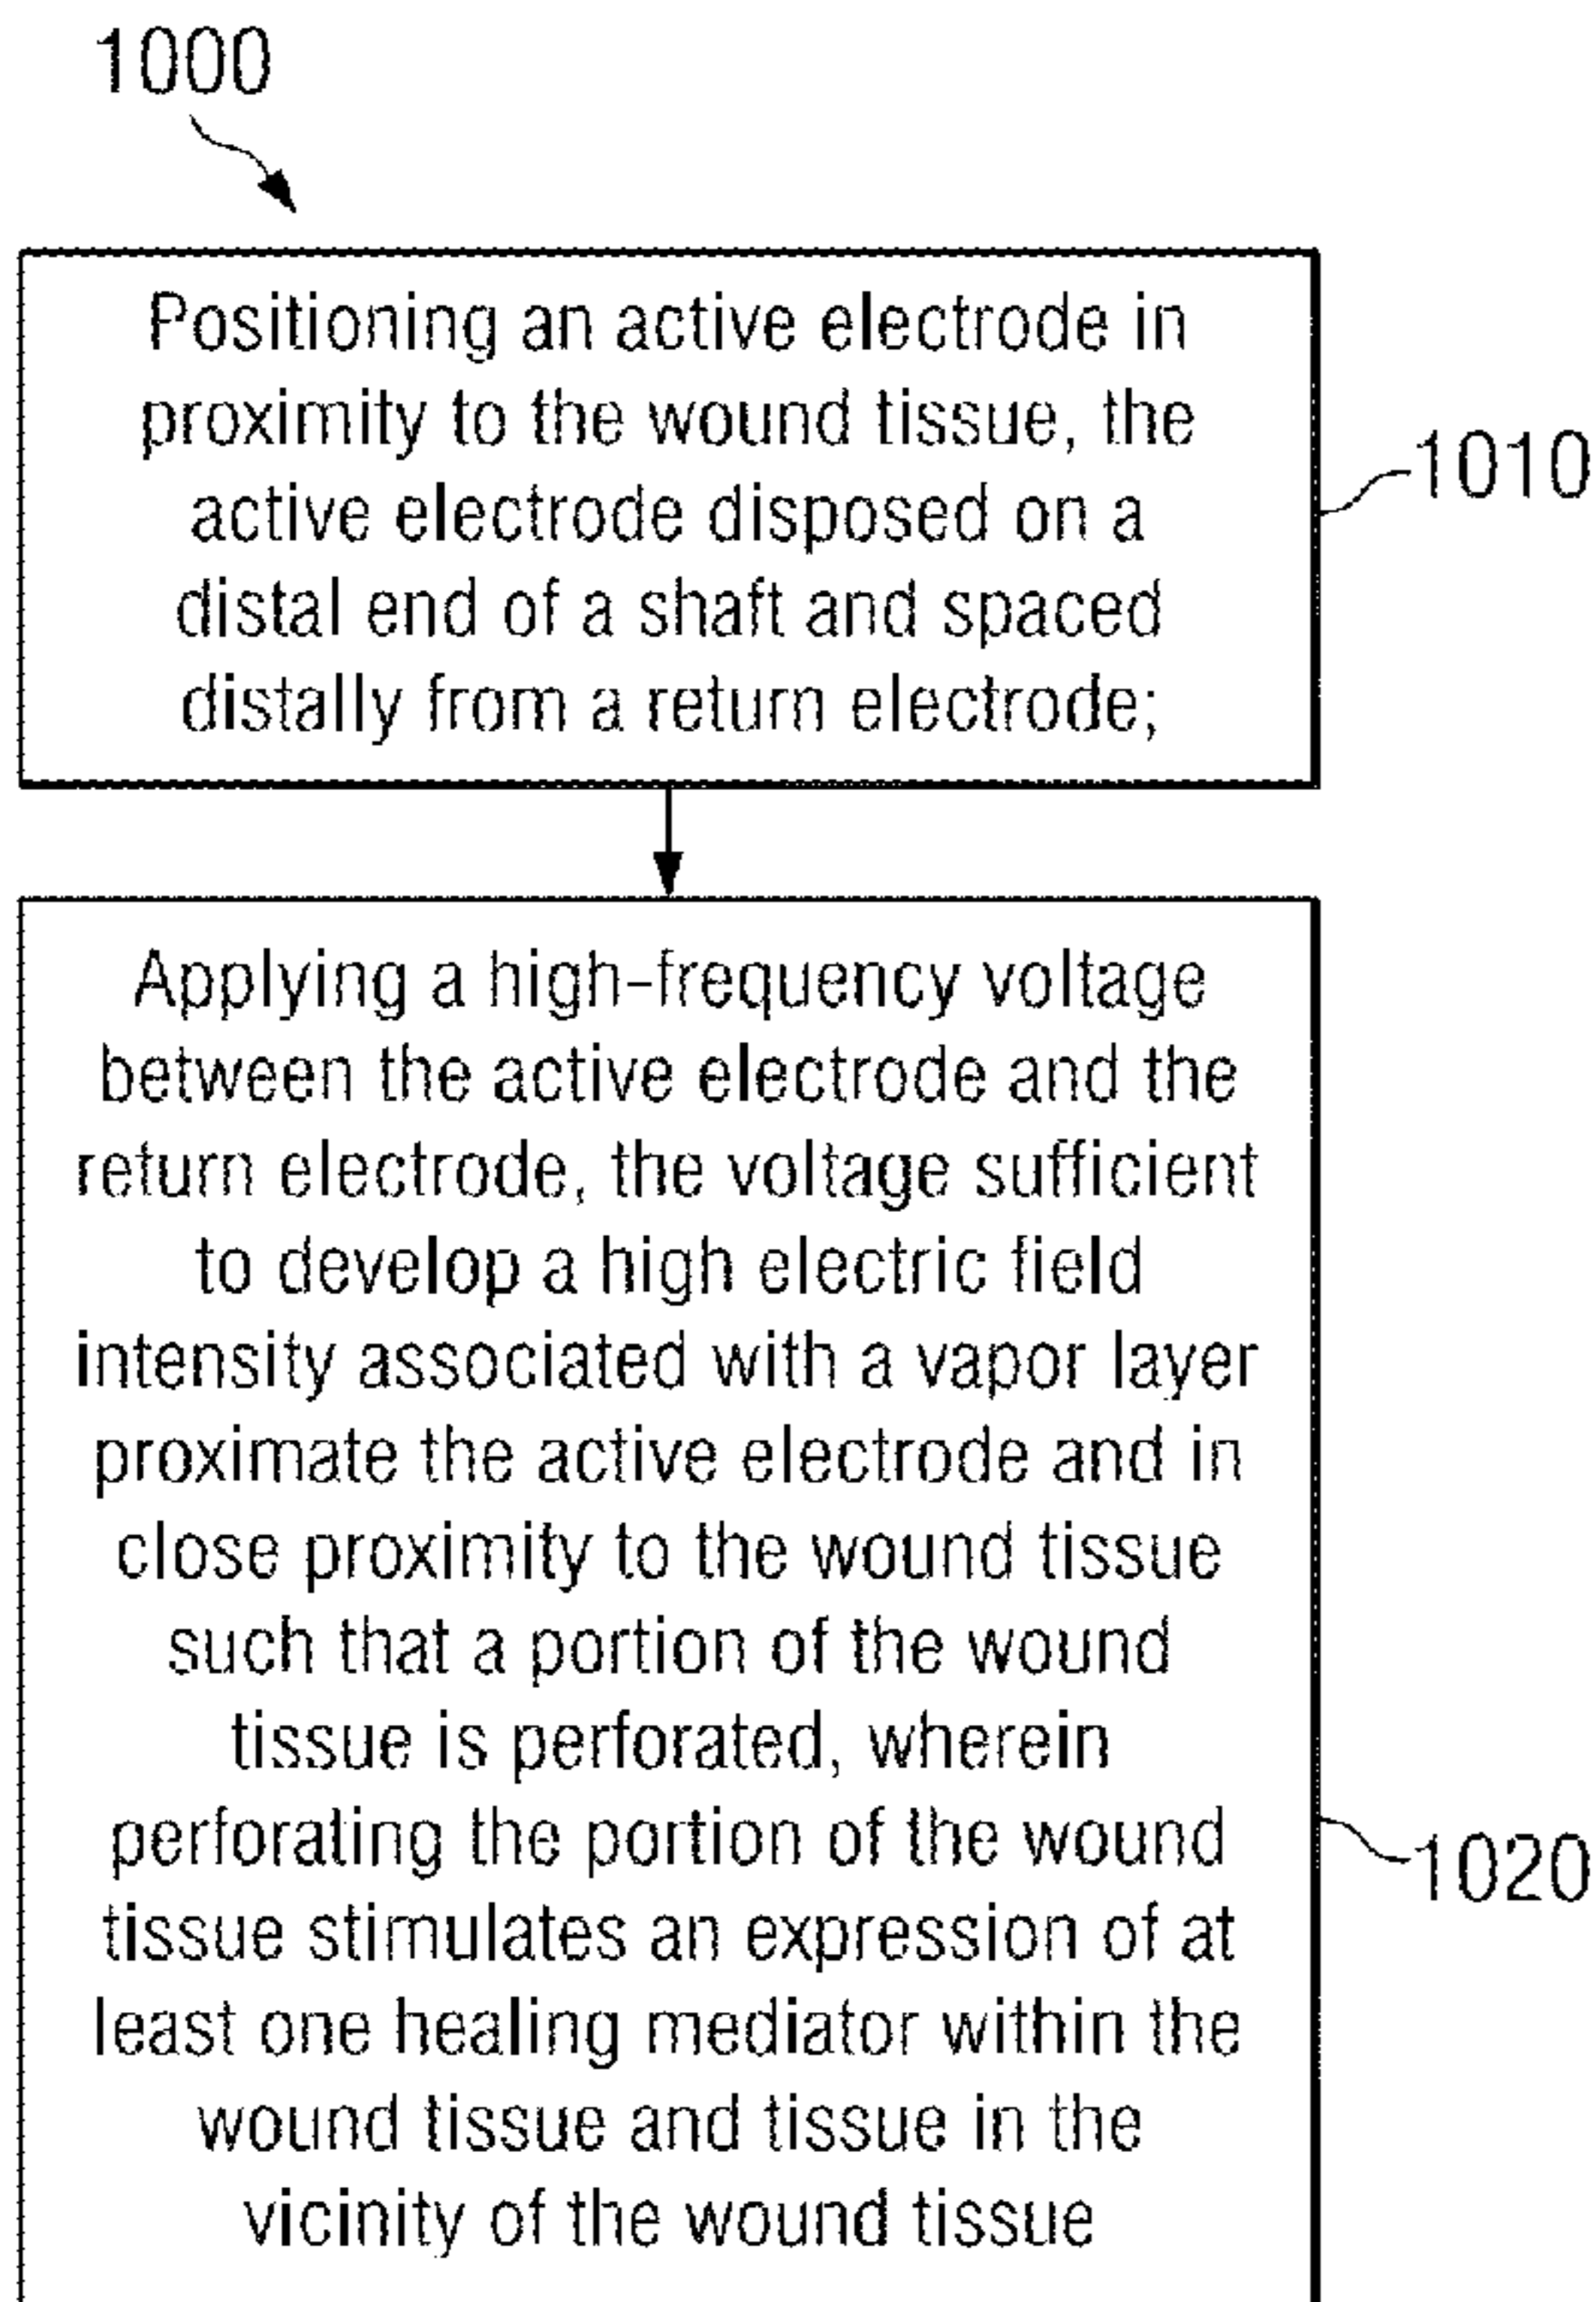 1000
Positioning an active electrode in
proximity to the wound tissue, the
active electrode disposed on a
distal end of a shaft and spaced
distally from a return electrode;
1010
Applying a high-frequency voltage
between the active electrode and the
return electrode, the voltage sufficient
to develop a high electric field
intensity associated with a vapor layer
proximate the active electrode and in
close proximity to the wound tissue
such that a portion of the wound
tissue is perforated, wherein
perforating the portion of the wound
tissue stimulates an expression of at
least one healing mediator within the
wound tissue and tissue in the
vicinity of the wound tissue
1020